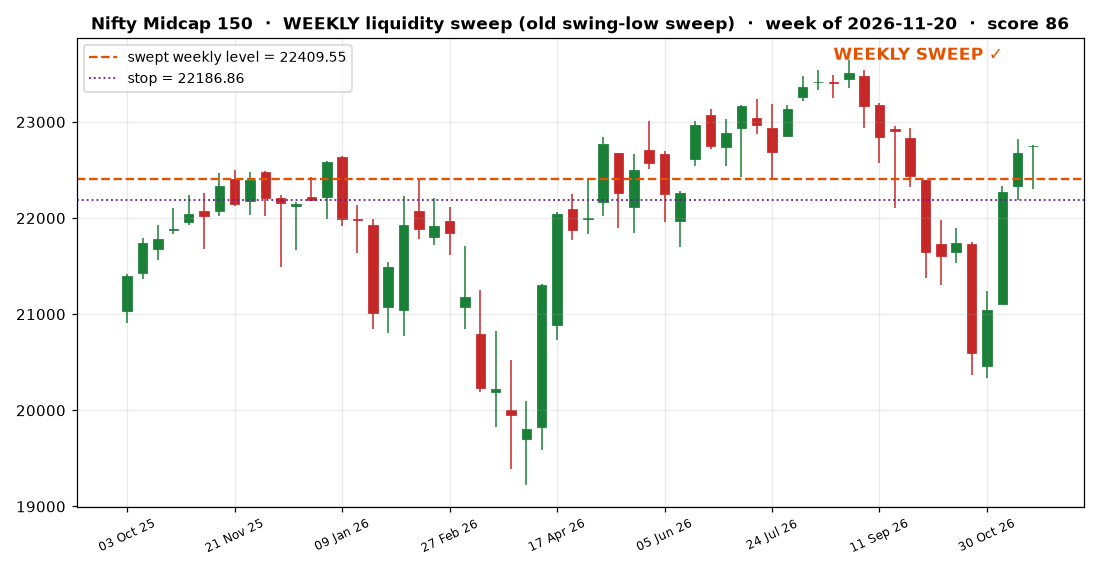 Nifty Midcap 150 · WEEKLY liquidity sweep (old swing-low sweep) · week of 2026-11-20 · score 86
swept weekly level = 22409.55
stop = 22186.86
WEEKLY SWEEP ✓
23000
22000
21000
20000
19000
03 Oct 25
21 Nov 25
09 Jan 26
27 Feb 26
17 Apr 26
05 Jun 26
24 Jul 26
11 Sep 26
30 Oct 26